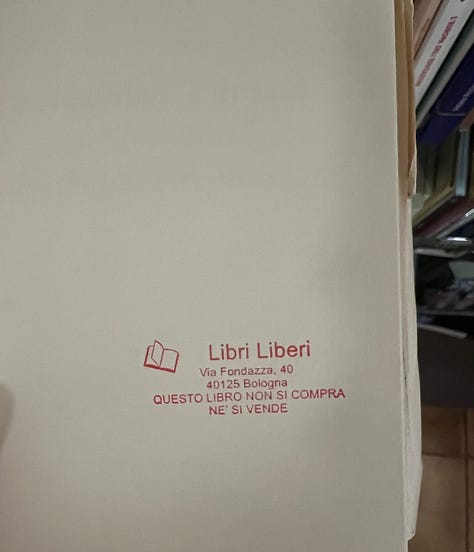 Libri Liberi
Via Fondazza, 40
40125 Bologna
QUESTO LIBRO NON SI COMPRA
NE' SI VENDE